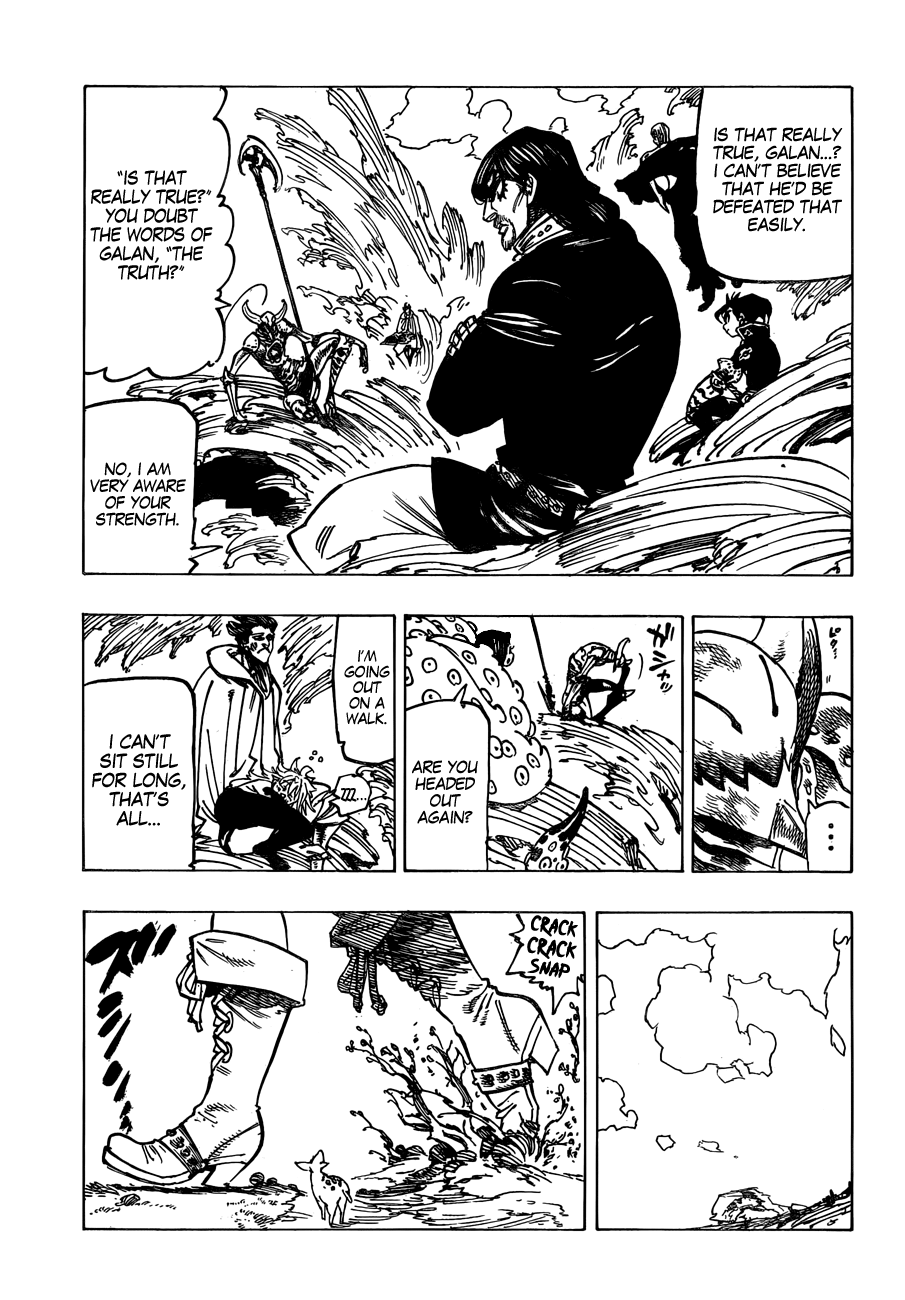 IS THAT REALLY
TRUE, GALAN...?
I CAN'T BELIEVE
THAT HE'D BE
DEFEATED THAT
EASILY.
"IS THAT
REALLY TRUE?"
YOU DOUBT
THE WORDS OF
GALAN, "THE
TRUTH?"
NO, I AM
VERY AWARE
OF YOUR
STRENGTH.
I'M
GOING
OUT
ON A
WALK.
ZZZ...
I CAN'T
SIT STILL
FOR LONG,
THAT'S
ALL...
ARE YOU
HEADED
OUT
AGAIN?
...
CRACK
CRACK
SNAP